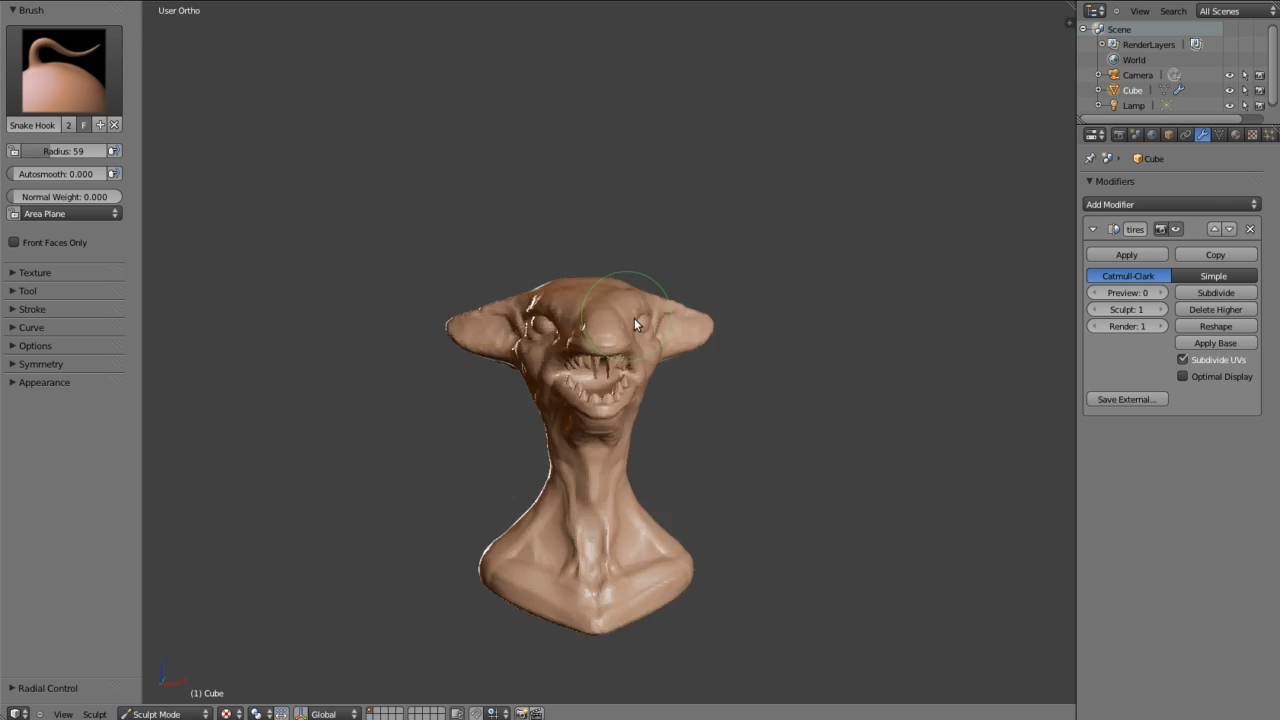 Brush
User Ortho
Snake Hook 2 F
Radius: 59
Autosmooth: 0.000
Normal Weight: 0.000
Area Plane
Front Faces Only
Texture
Tool
Stroke
Curve
Options
Symmetry
Appearance
Radial Control
(1) Cube
View Sculpt Sculpt Mode Global
View Search All Scenes
Scene
RenderLayers
World
Camera
Cube
Lamp
Cube
Modifiers
Add Modifier
tires
Apply Copy
Catmull-Clark Simple
Preview: 0 Subdivide
Sculpt: 1 Delete Higher
Render: 1 Reshape
Apply Base
Subdivide UVs
Optimal Display
Save External...